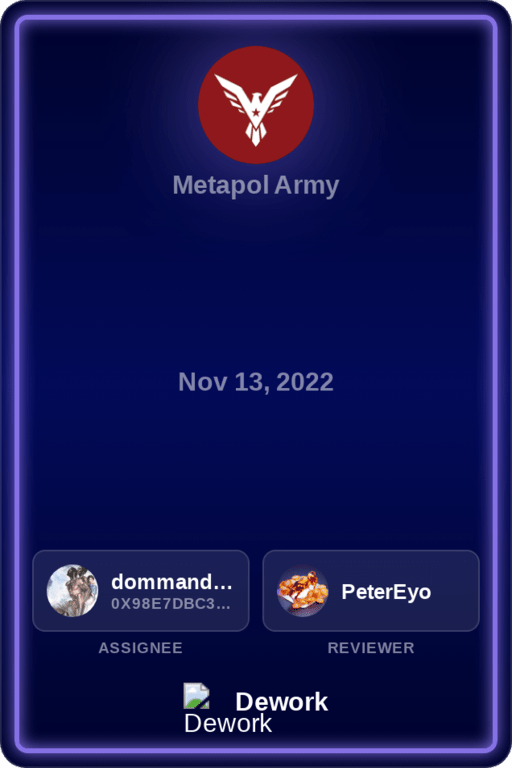 Metapol Army
Nov 13, 2022
dommand...
0X98E7DBC3...
PeterEyo
ASSIGNEE
REVIEWER
Dework
Dework